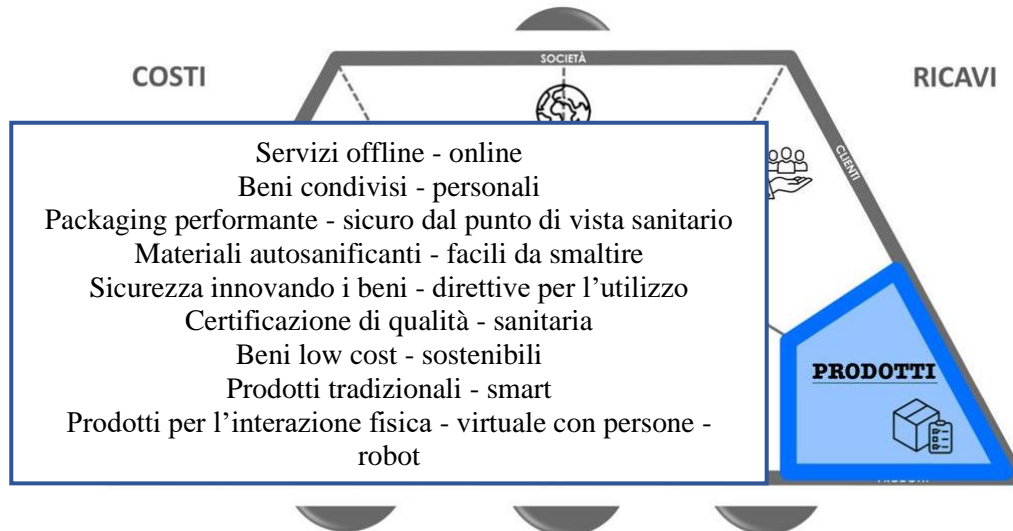 SOCIETÀ
COSTI
RICAVI
CLIENTI
Servizi offline - online
Beni condivisi - personali
Packaging performante - sicuro dal punto di vista sanitario
Materiali autosanificanti - facili da smaltire
Sicurezza innovando i beni - direttive per l’utilizzo
Certificazione di qualità - sanitaria
Beni low cost - sostenibili
Prodotti tradizionali - smart
Prodotti per l’interazione fisica - virtuale con persone -
robot
PRODOTTI